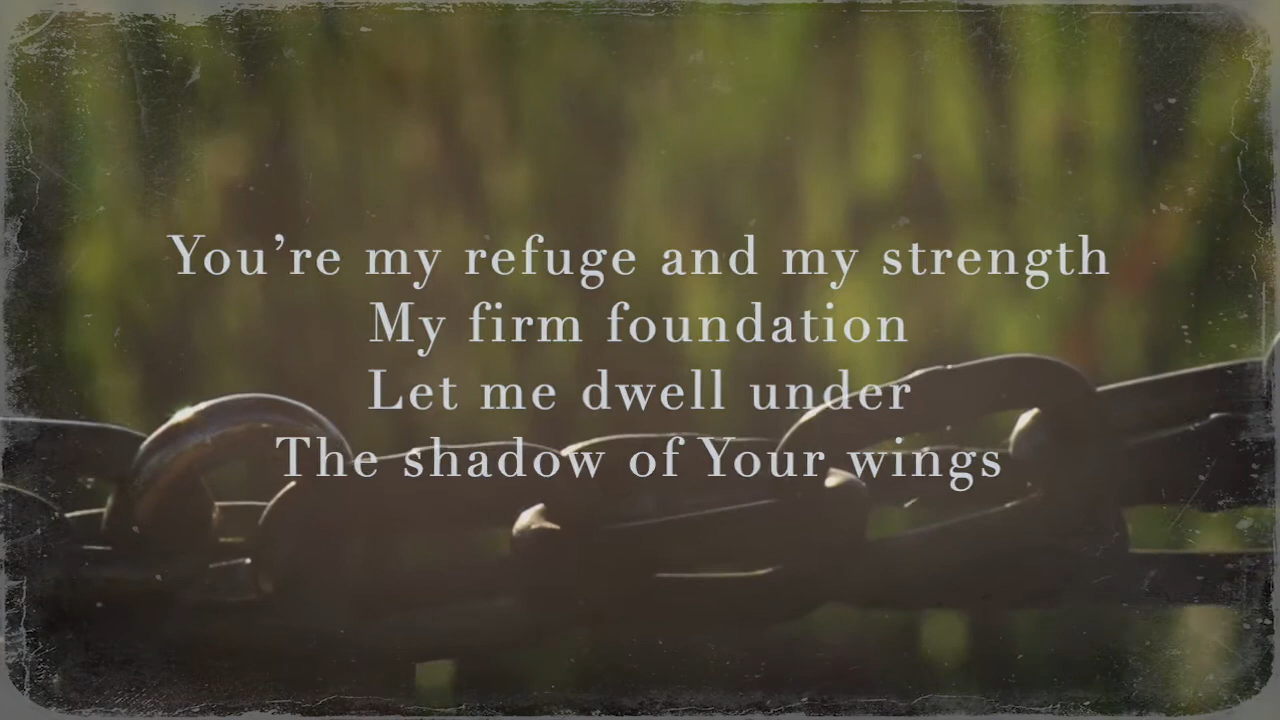 You’re my refuge and my strength
My firm foundation
Let me dwell under
The shadow of Your wings